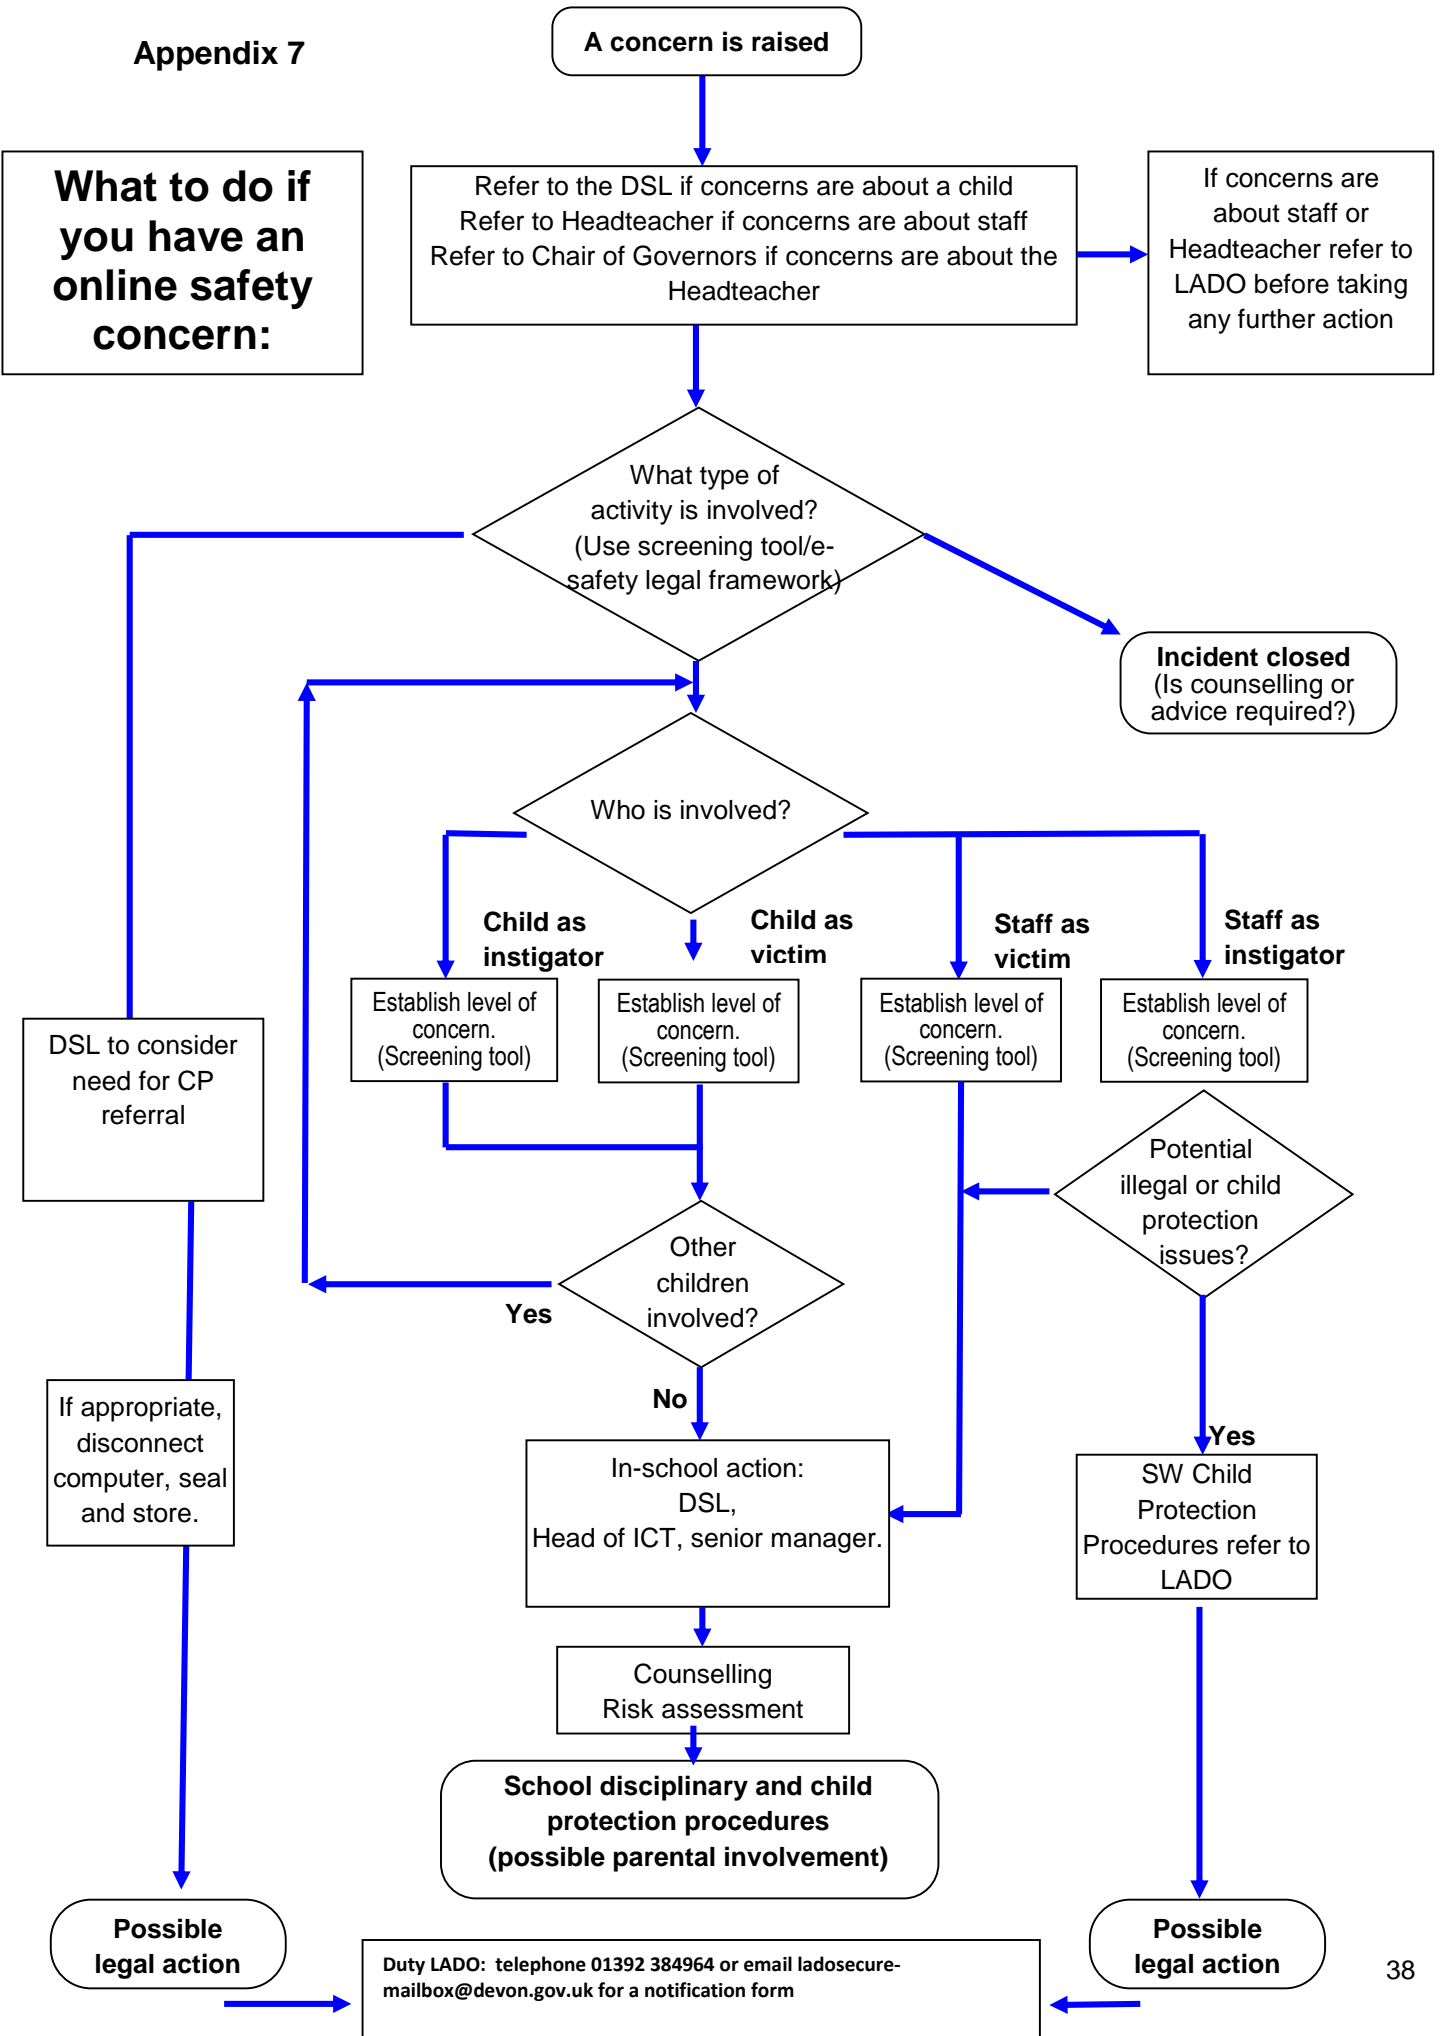 Appendix 7
A concern is raised
What to do if
you have an
online safety
concern:
Refer to the DSL if concerns are about a child
Refer to Headteacher if concerns are about staff
Refer to Chair of Governors if concerns are about the
Headteacher
If concerns are
about staff or
Headteacher refer to
LADO before taking
any further action
What type of
activity is involved?
(Use screening tool/e-
safety legal framework)
Incident closed
(Is counselling or
advice required?)
Who is involved?
Child as
instigator
Child as
victim
Staff as
victim
Staff as
instigator
Establish level of
concern.
(Screening tool)
Establish level of
concern.
(Screening tool)
Establish level of
concern.
(Screening tool)
Establish level of
concern.
(Screening tool)
DSL to consider
need for CP
referral
Potential
illegal or child
protection
issues?
Other
children
involved?
Yes
No
If appropriate,
disconnect
computer, seal
and store.
In-school action:
DSL,
Head of ICT, senior manager.
Yes
SW Child
Protection
Procedures refer to
LADO
Counselling
Risk assessment
School disciplinary and child
protection procedures
(possible parental involvement)
Possible
legal action
Possible
legal action
Duty LADO: telephone 01392 384964 or email ladosecure-
mailbox@devon.gov.uk for a notification form
38